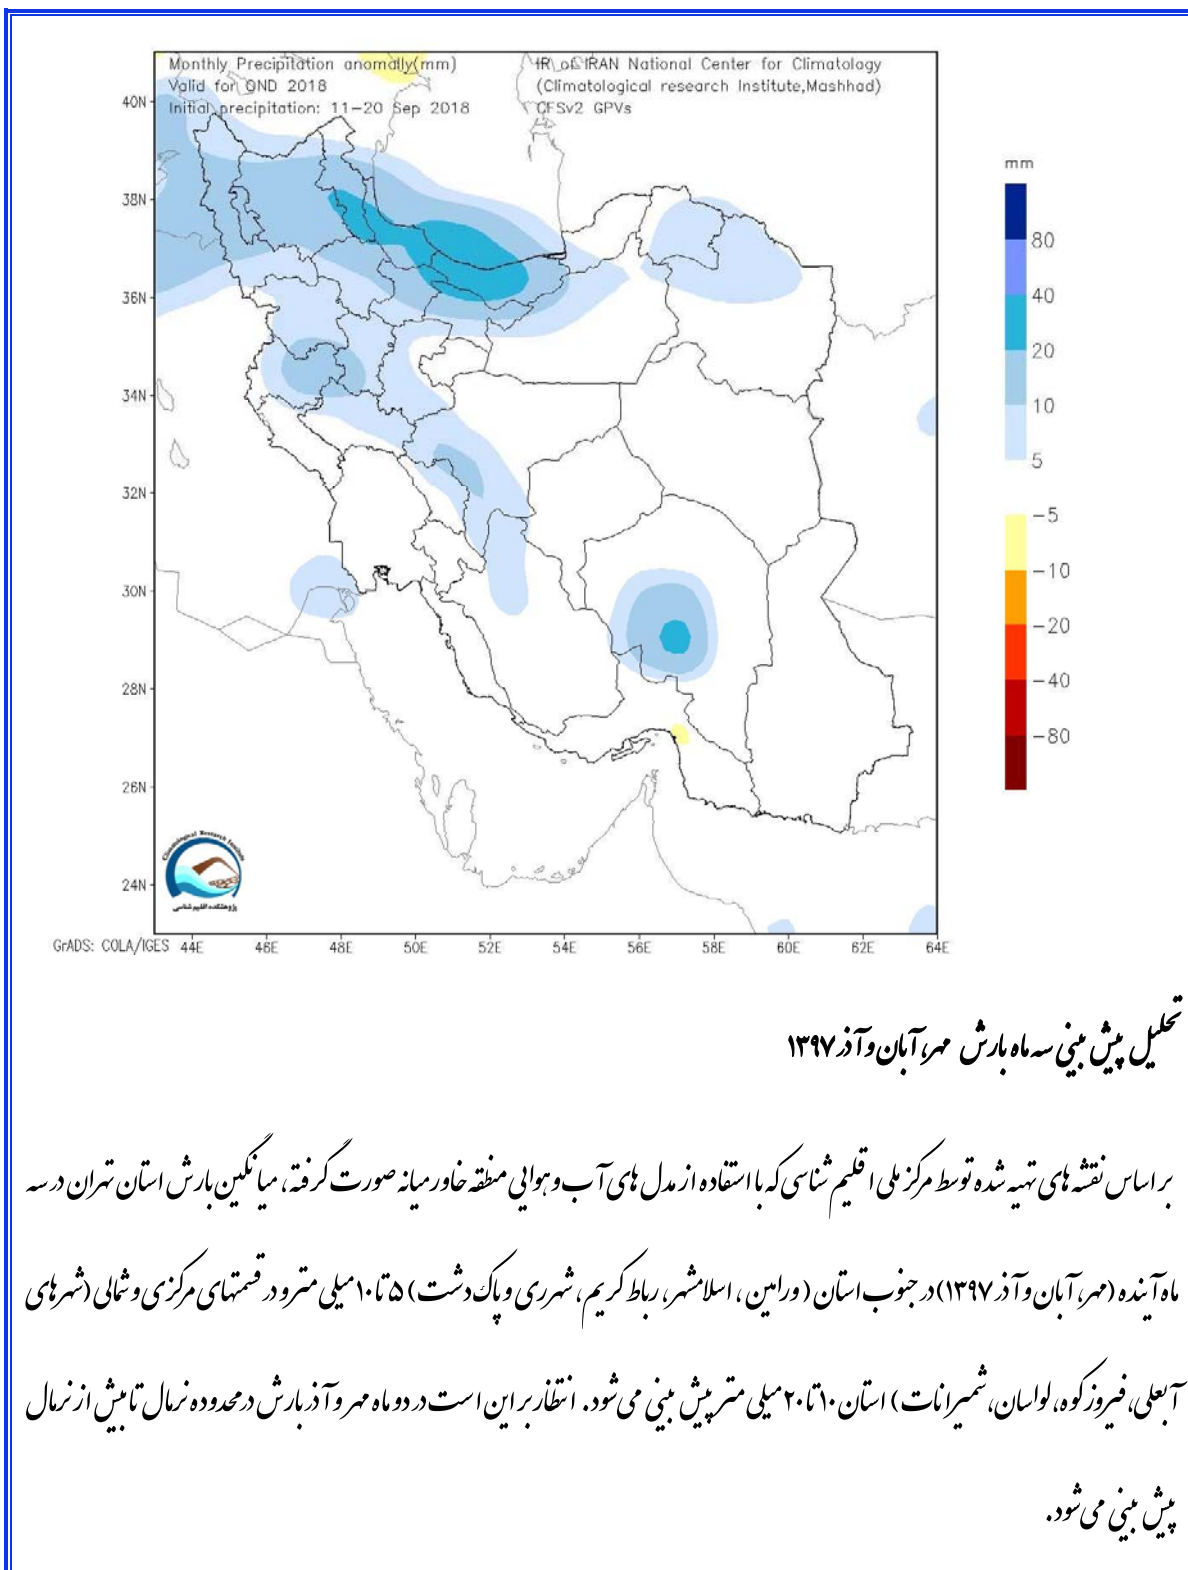 Monthly Precipitation anomally(mm)
Valid for OND 2018
Initial precipitation: 11-20 Sep 2018
IR of IRAN National Center for Climatology
(Climatological research Institute,Mashhad)
CFSv2 GPVs
40N
38N
36N
34N
32N
30N
28N
26N
24N
44E 46E 48E 50E 52E 54E 56E 58E 60E 62E 64E
GrADS: COLA/IGES
mm
80
40
20
10
5
-5
-10
-20
-40
-80
Climatological Research Institute
پژوهشکده اقلیم شناسی
تحلیل پیش بینی سه ماه بارش مهر، آبان و آذر ۱۳۹۷
بر اساس نقشه های تهیه شده توسط مرکز ملی اقلیم شناسی که با استفاده از مدل های آب و هوایی منطقه خاورمیانه صورت گرفته، میانگین بارش استان تهران در سه
ماه آینده (مهر، آبان و آذر ۱۳۹۷) در جنوب استان (ورامین، اسلامشهر، رباط کریم، شهرری و پاکدشت) ۵ تا ۱۰ میلی متر و در قسمتهای مرکزی و شمالی (شهرهای
آبعلی، فیروزکوه، لواسان، شمیرانات) استان ۱۰ تا ۲۰ میلی متر پیش بینی می شود. انتظار بر این است در دو ماه مهر و آذر بارش در محدوده نرمال تا بیش از نرمال
پیش بینی می شود.